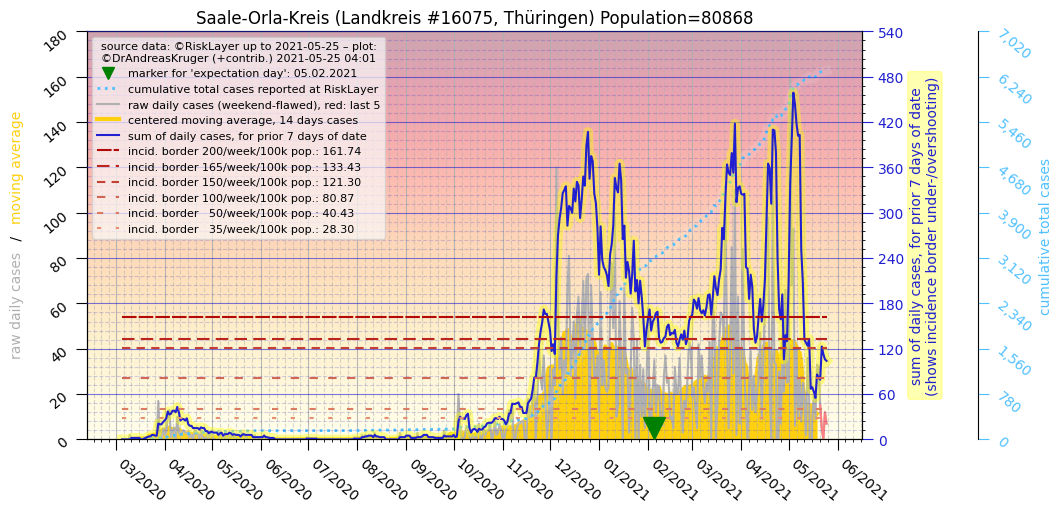 Saale-Orla-Kreis (Landkreis #16075, Thüringen) Population=80868
source data: ©RiskLayer up to 2021-05-25 – plot:
©DrAndreasKruger (+contrib.) 2021-05-25 04:01
marker for 'expectation day': 05.02.2021
cumulative total cases reported at RiskLayer
raw daily cases (weekend-flawed), red: last 5
centered moving average, 14 days cases
sum of daily cases, for prior 7 days of date
incid. border 200/week/100k pop.: 161.74
incid. border 165/week/100k pop.: 133.43
incid. border 150/week/100k pop.: 121.30
incid. border 100/week/100k pop.: 80.87
incid. border   50/week/100k pop.: 40.43
incid. border   35/week/100k pop.: 28.30
raw daily cases / moving average
180
160
140
120
100
80
60
40
20
0
03/2020
04/2020
05/2020
06/2020
07/2020
08/2020
09/2020
10/2020
11/2020
12/2020
01/2021
02/2021
03/2021
04/2021
05/2021
06/2021
540
480
420
360
300
240
180
120
60
0
sum of daily cases, for prior 7 days of date
(shows incidence border under-/overshooting)
7,020
6,240
5,460
4,680
3,900
3,120
2,340
1,560
780
0
cumulative total cases